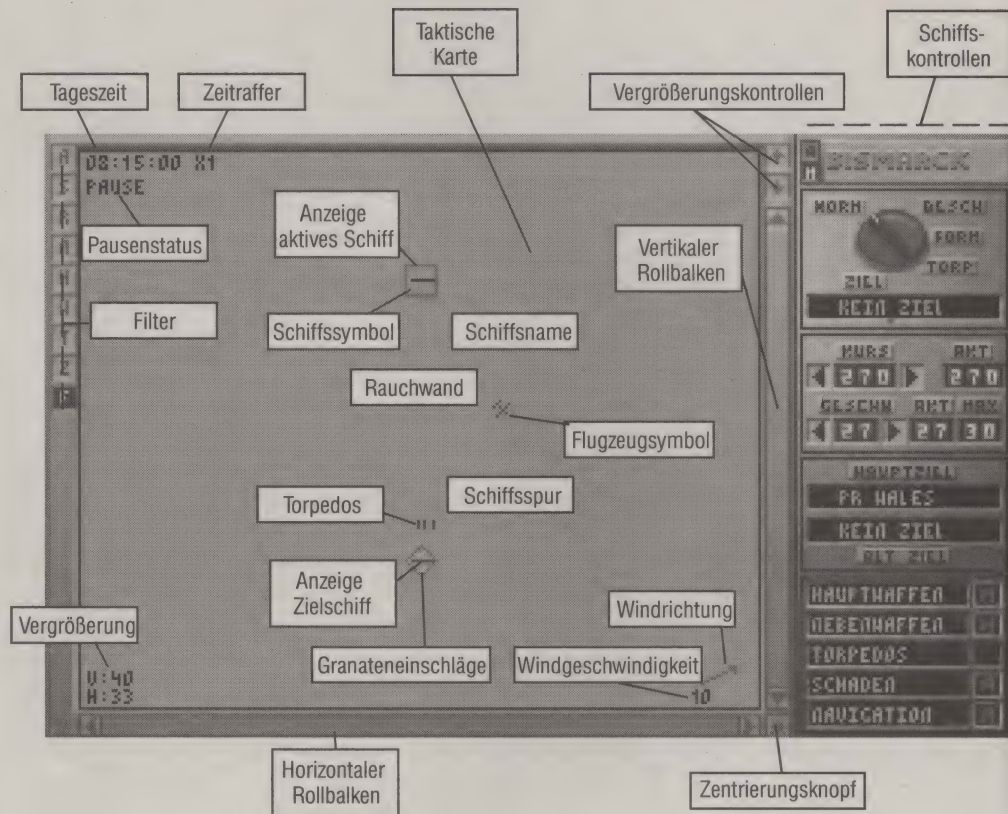 Taktische
Karte
Schiffs-
kontrollen
Tageszeit
Zeitraffer
Vergrößerungskontrollen
08:15:00 X1
PAUSE
BISMARCK
Anzeige
aktives Schiff
NORM
BESCH
FORM
TORP
ZIEL
KEIN ZIEL
Pausenstatus
Vertikaler
Rollbalken
Filter
Schiffssymbol
Schiffsname
KURS
AKT
270
270
Rauchwand
GESCHW
AKT
MAX
27
27
30
Flugzeugsymbol
HAUPTZIEL
PR WALES
KEIN ZIEL
ALT ZIEL
Torpedos
Schiffsspur
Anzeige
Zielschiff
HAUPTWAFFEN
NEBENWAFFEN
TORPEDOS
SCHADEN
NAVIGATION
Vergrößerung
Granateneinschläge
Windrichtung
Windgeschwindigkeit
V:40
H:33
10
Horizontaler
Rollbalken
Zentrierungsknopf